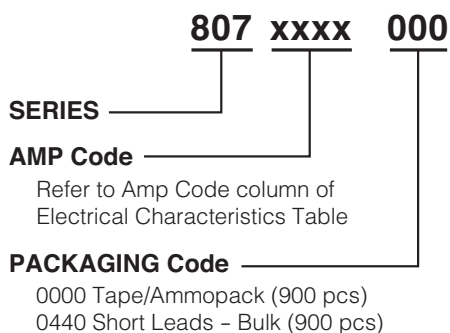 807 xxxx 000
SERIES
AMP Code
Refer to Amp Code column of
Electrical Characteristics Table
PACKAGING Code
0000 Tape/Ammopack (900 pcs)
0440 Short Leads – Bulk (900 pcs)